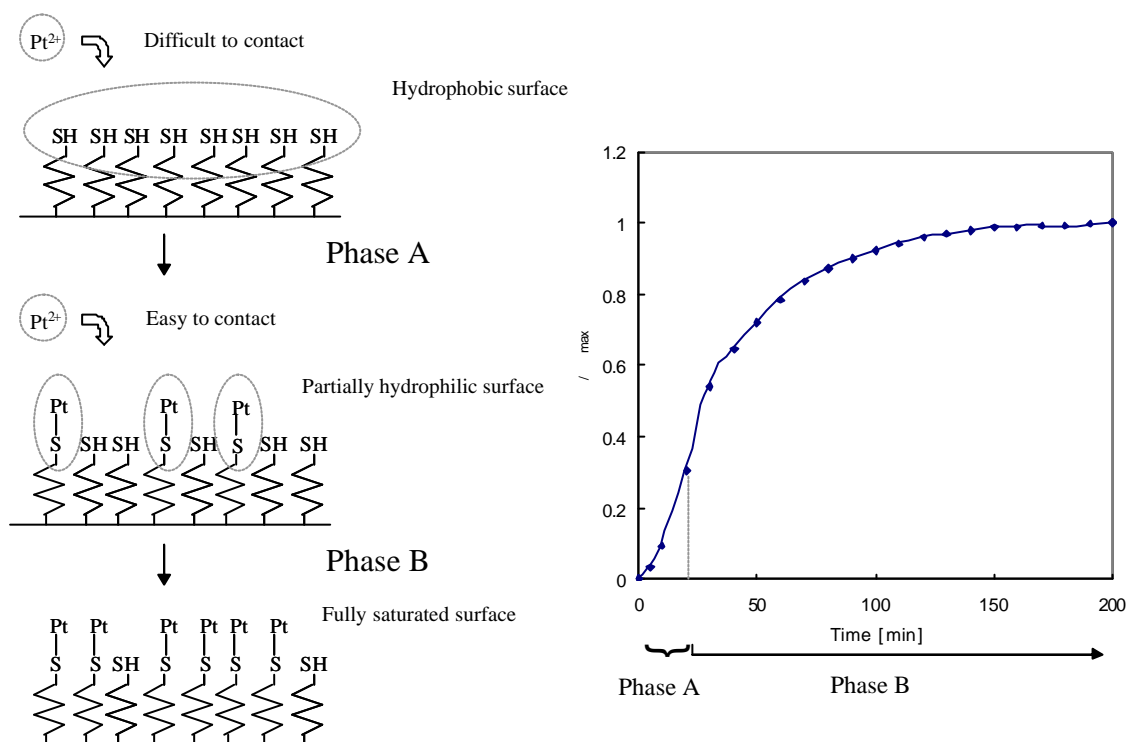 Pt2+
Difficult to contact
Hydrophobic surface
SH SH SH SH SH SH SH SH
Phase A
Pt2+
Easy to contact
Partially hydrophilic surface
Pt Pt Pt
S SH SH S SH S SH SH
Phase B
Fully saturated surface
Pt Pt Pt Pt Pt Pt
S S SH S S S S SH
1.2
1
0.8
0.6
0.4
0.2
0
/ max
0 50 100 150 200
Time [min]
Phase A Phase B